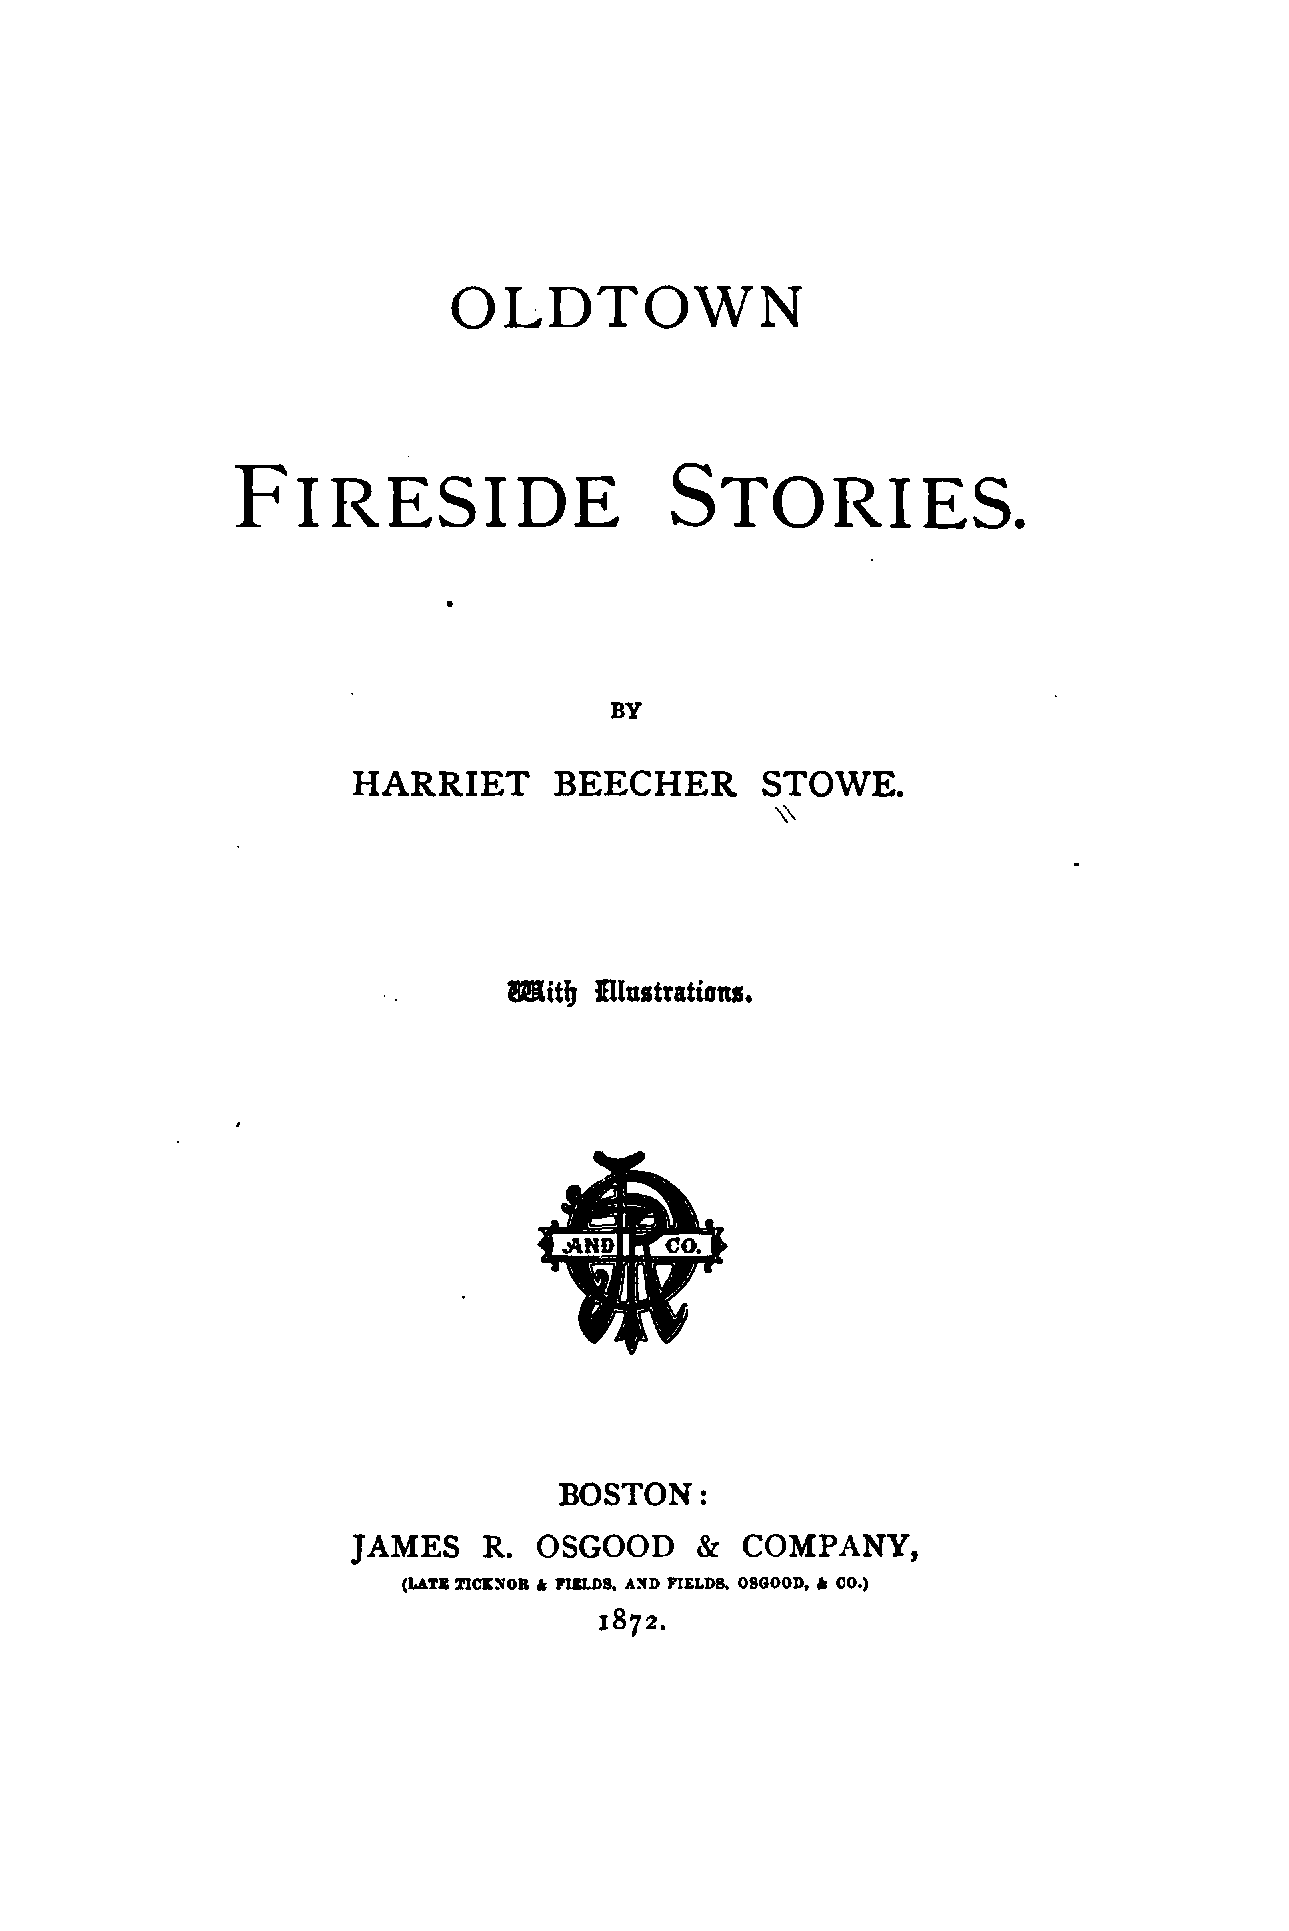 OLDTOWN
FIRESIDE STORIES.
BY
HARRIET BEECHER STOWE.
With Illustrations.
AND CO.
BOSTON:
JAMES R. OSGOOD & COMPANY,
(LATE TICKNOR & FIELDS, AND FIELDS, OSGOOD, & CO.)
1872.